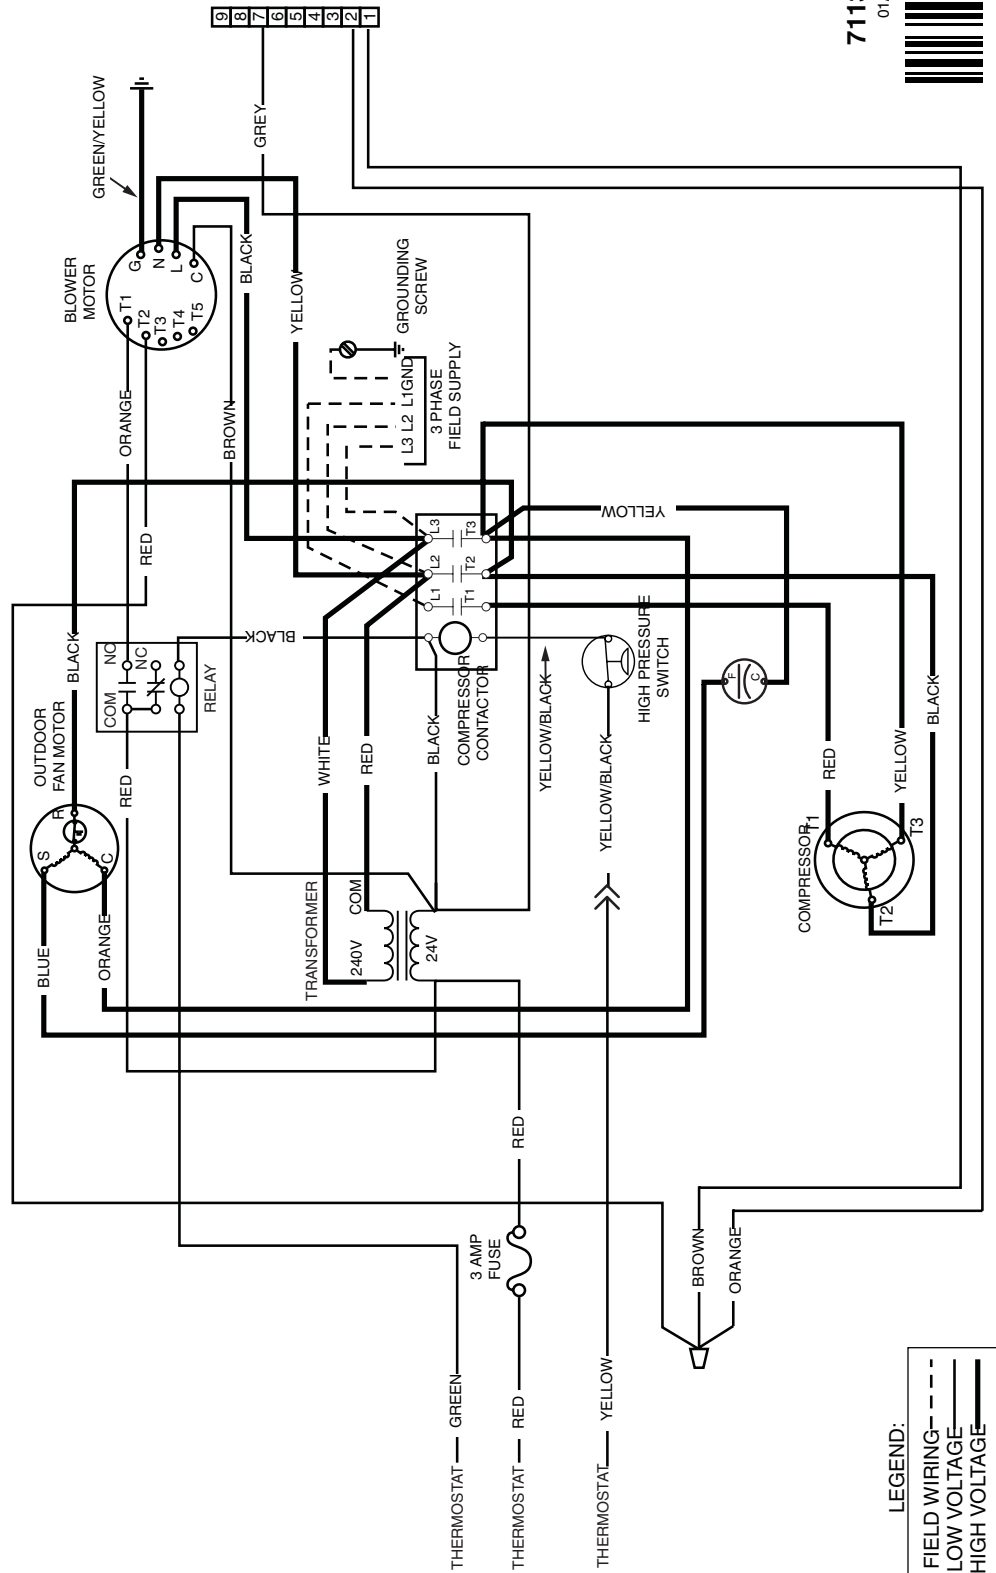 9
8
7
6
5
4
3
2
1
GREEN/YELLOW
GREY
BLOWER
MOTOR
G
N
L
C
T1
T2
T3
T4
T5
BLACK
YELLOW
GROUNDING
SCREW
ORANGE
BROWN
L3 L2 L1GND
3 PHASE
FIELD SUPPLY
RED
BLACK
OUTDOOR
FAN MOTOR
S
R
C
COM
NO
NC
RELAY
BLACK
L1
L2
L3
T1
T2
T3
YELLOW
COMPRESSOR
CONTACTOR
HIGH PRESSURE
SWITCH
YELLOW/BLACK
YELLOW/BLACK
RED
WHITE
RED
BLACK
F
C
RED
YELLOW
BLACK
COMPRESSOR
T1
T2
T3
BLUE
ORANGE
TRANSFORMER
240V
COM
24V
RED
3 AMP
FUSE
BROWN
ORANGE
THERMOSTAT
GREEN
THERMOSTAT
RED
THERMOSTAT
YELLOW
LEGEND:
FIELD WIRING
LOW VOLTAGE
HIGH VOLTAGE